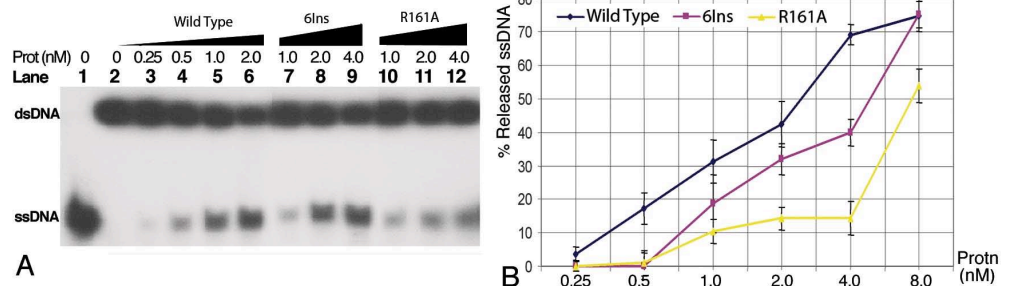 Wild Type 6Ins R161A
Prot (nM) 0 0 0.25 0.5 1.0 2.0 1.0 2.0 4.0 1.0 2.0 4.0
Lane 1 2 3 4 5 6 7 8 9 10 11 12
dsDNA
ssDNA
A
% Released ssDNA
80
70
60
50
40
30
20
10
0
Wild Type 6Ins R161A
0.25 0.5 1.0 2.0 4.0 8.0
Protn
(nM)
B